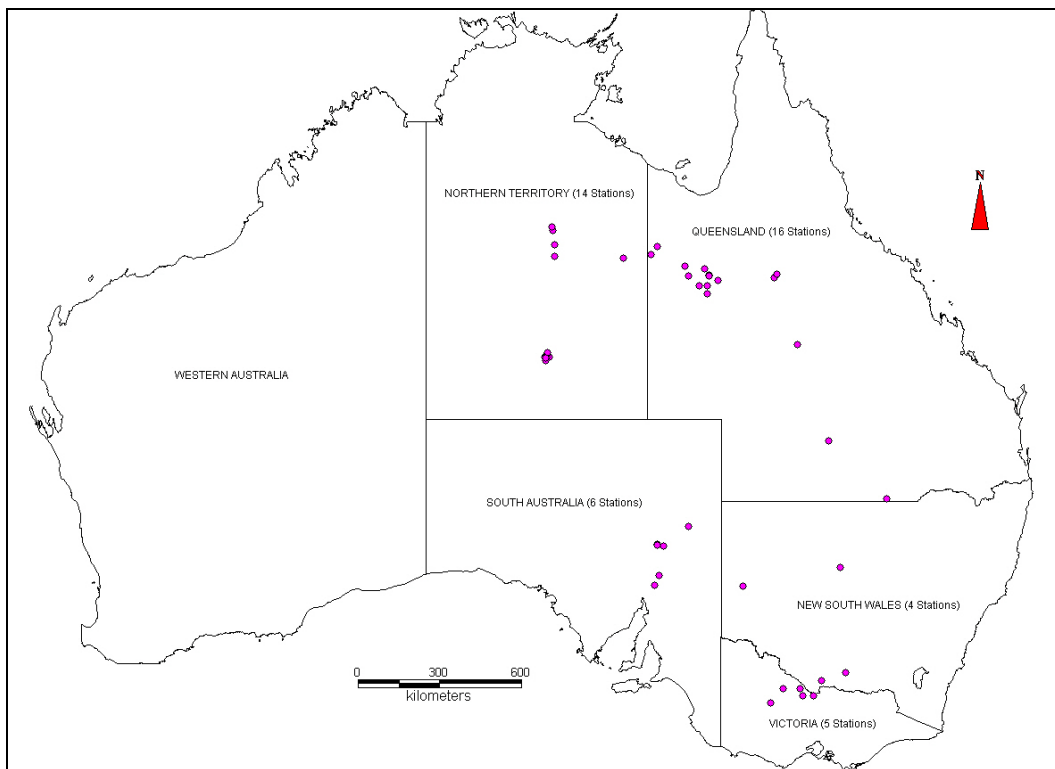 N
NORTHERN TERRITORY (14 Stations)
QUEENSLAND (16 Stations)
WESTERN AUSTRALIA
SOUTH AUSTRALIA (6 Stations)
NEW SOUTH WALES (4 Stations)
0 300 600
kilometers
VICTORIA (5 Stations)